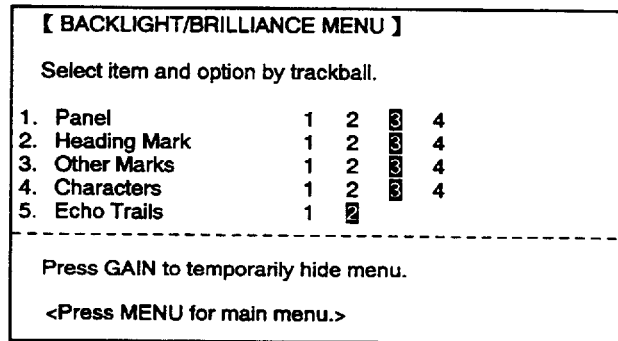 【 BACKLIGHT/BRILLIANCE MENU 】
Select item and option by trackball.
1. Panel 1 2 3 4
2. Heading Mark 1 2 3 4
3. Other Marks 1 2 3 4
4. Characters 1 2 3 4
5. Echo Trails 1 2
Press GAIN to temporarily hide menu.
<Press MENU for main menu.>